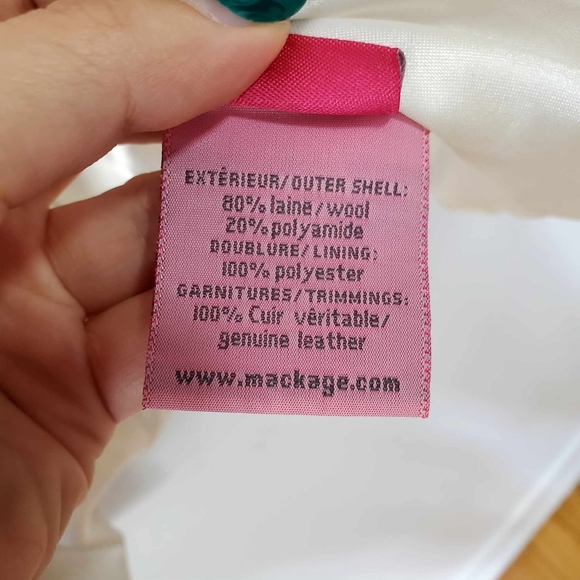 EXTÉRIEUR/OUTER SHELL:
80% laine/wool
20% polyamide
DOUBLURE/LINING:
100% polyester
GARNITURES/TRIMMINGS:
100% Cuir véritable/
genuine leather
www.mackage.com